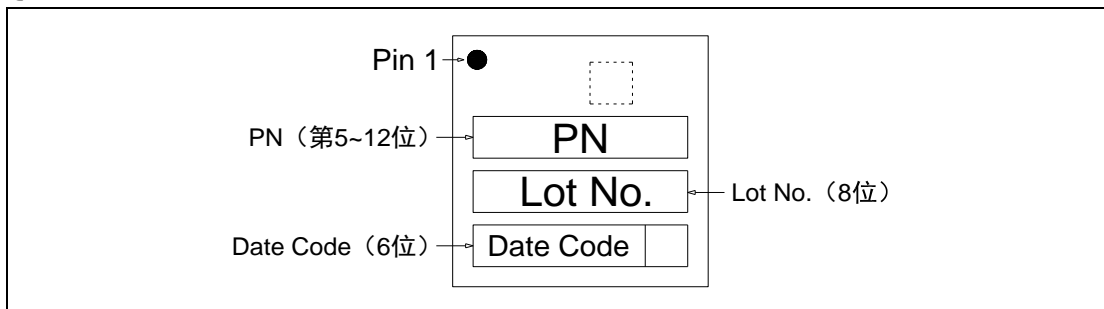 Pin 1
PN（第5~12位）
PN
Lot No.
Lot No.（8位）
Date Code（6位）
Date Code